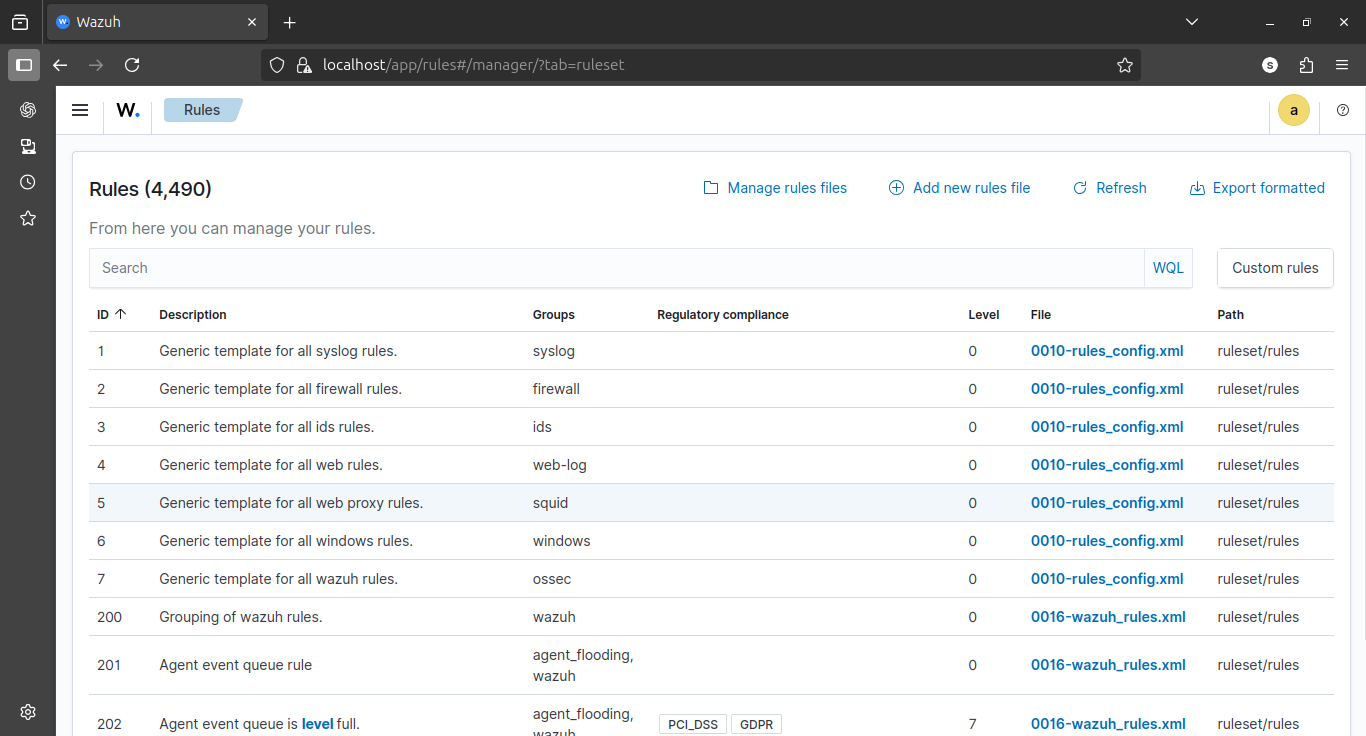 Wazuh
localhost/app/rules#/manager/?tab=ruleset
S
W. Rules a
Rules (4,490) Manage rules files Add new rules file Refresh Export formatted
From here you can manage your rules.
Search WQL Custom rules
ID Description Groups Regulatory compliance Level File Path
1 Generic template for all syslog rules. syslog 0 0010-rules_config.xml ruleset/rules
2 Generic template for all firewall rules. firewall 0 0010-rules_config.xml ruleset/rules
3 Generic template for all ids rules. ids 0 0010-rules_config.xml ruleset/rules
4 Generic template for all web rules. web-log 0 0010-rules_config.xml ruleset/rules
5 Generic template for all web proxy rules. squid 0 0010-rules_config.xml ruleset/rules
6 Generic template for all windows rules. windows 0 0010-rules_config.xml ruleset/rules
7 Generic template for all wazuh rules. ossec 0 0010-rules_config.xml ruleset/rules
200 Grouping of wazuh rules. wazuh 0 0016-wazuh_rules.xml ruleset/rules
201 Agent event queue rule agent_flooding, wazuh 0 0016-wazuh_rules.xml ruleset/rules
202 Agent event queue is level full. agent_flooding, wazuh PCI_DSS GDPR 7 0016-wazuh_rules.xml ruleset/rules